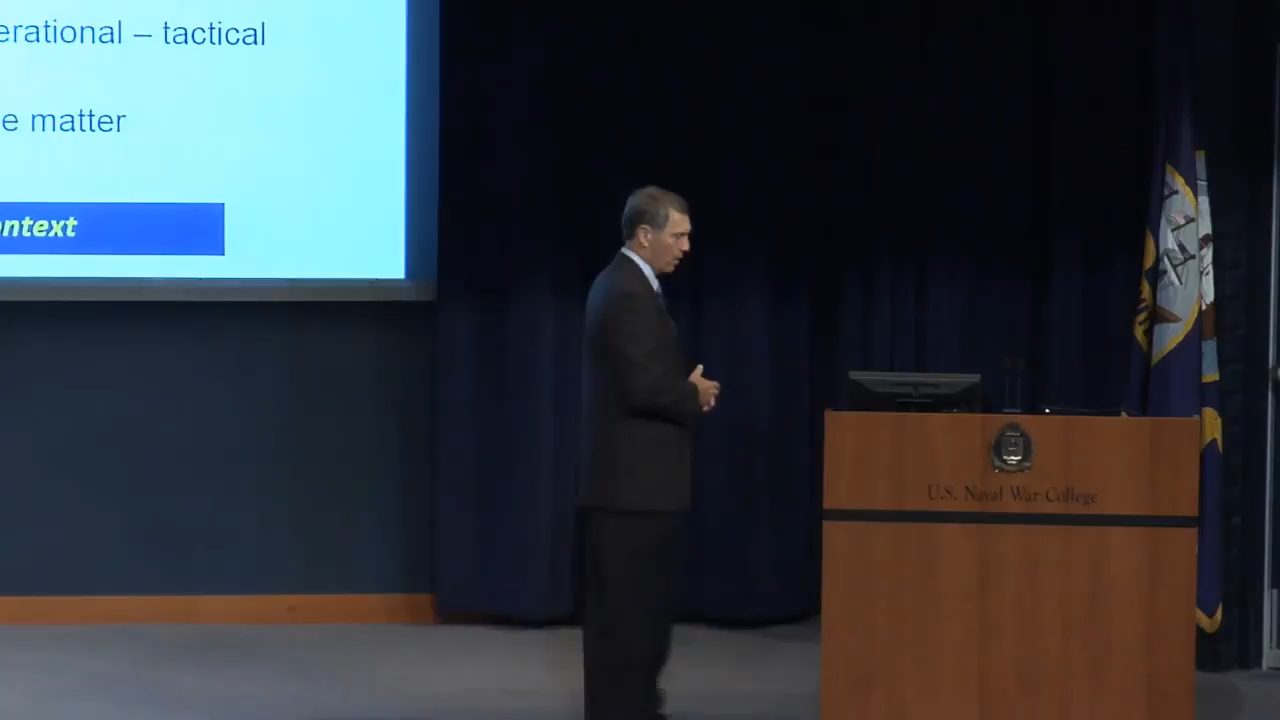 erational – tactical
e matter
ntext
U.S. Naval War College